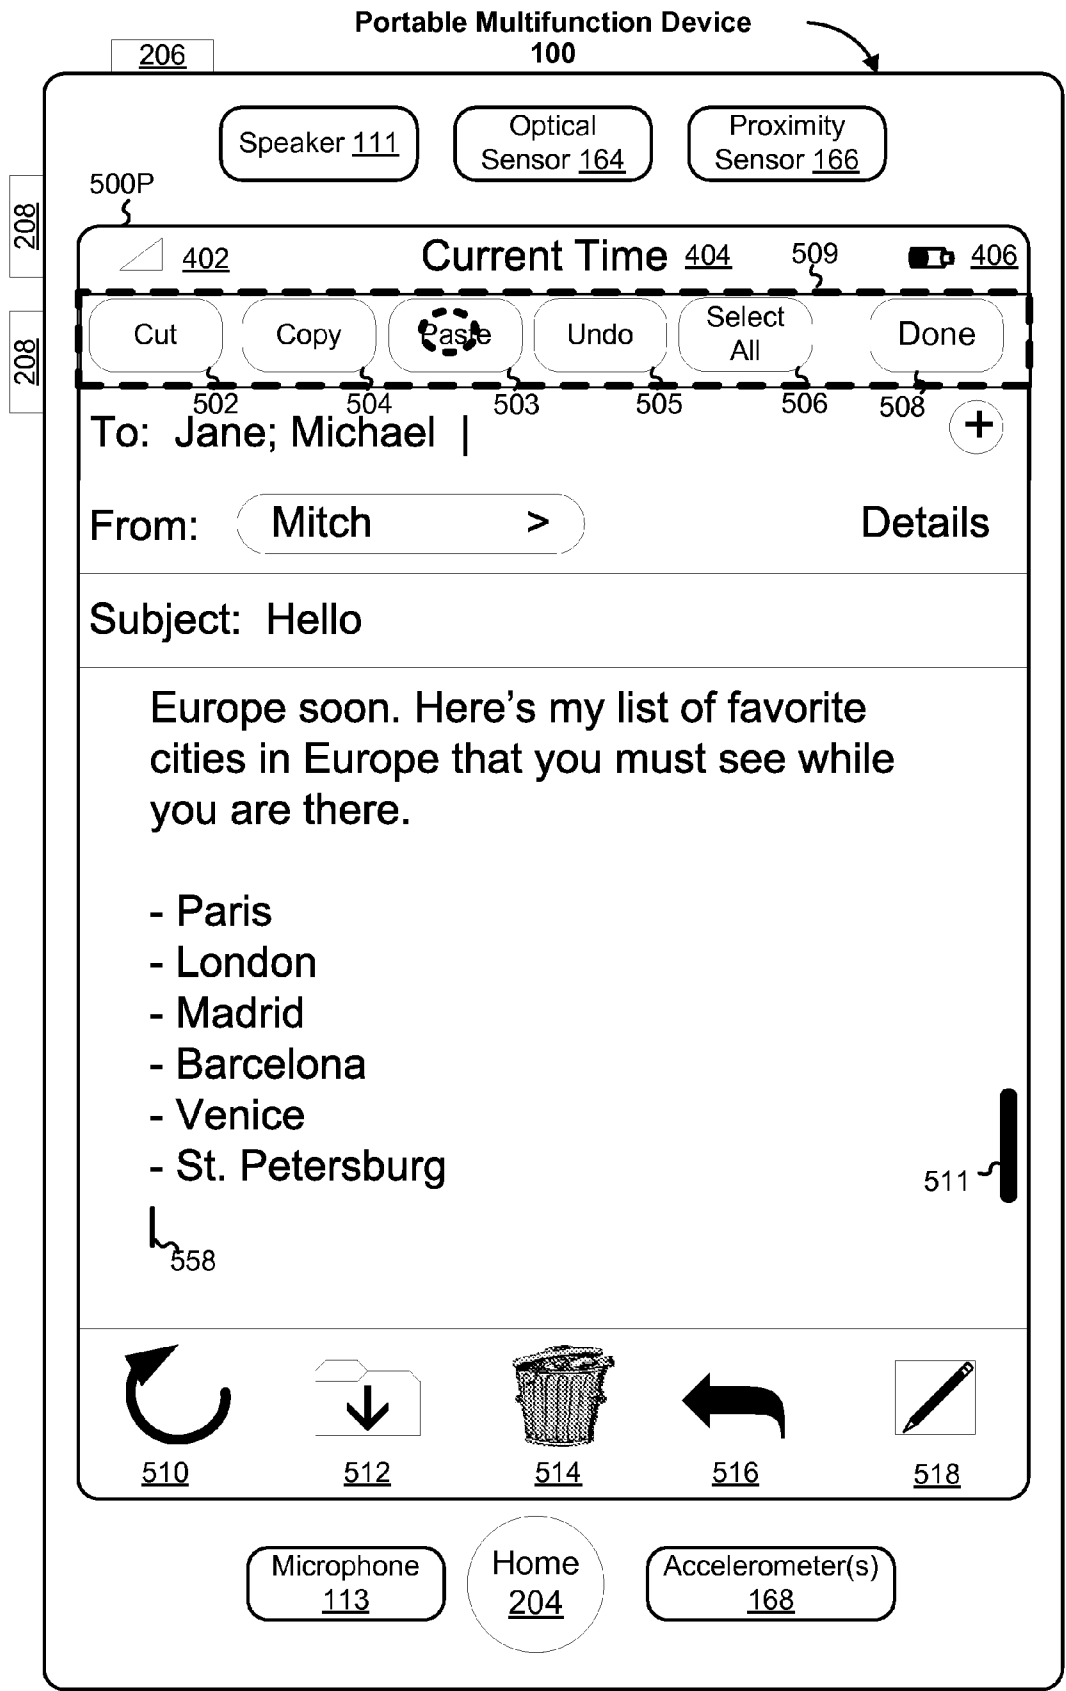 Portable Multifunction Device
100
206
Speaker 111
Optical
Sensor 164
Proximity
Sensor 166
500P
208
208
402
Current Time 404
509
406
Cut
Copy
Paste
Undo
Select
All
Done
502
504
503
505
506
508
To: Jane; Michael
+
From: Mitch >
Details
Subject: Hello
Europe soon. Here's my list of favorite
cities in Europe that you must see while
you are there.
- Paris
- London
- Madrid
- Barcelona
- Venice
- St. Petersburg
511
558
510
512
514
516
518
Microphone
113
Home
204
Accelerometer(s)
168